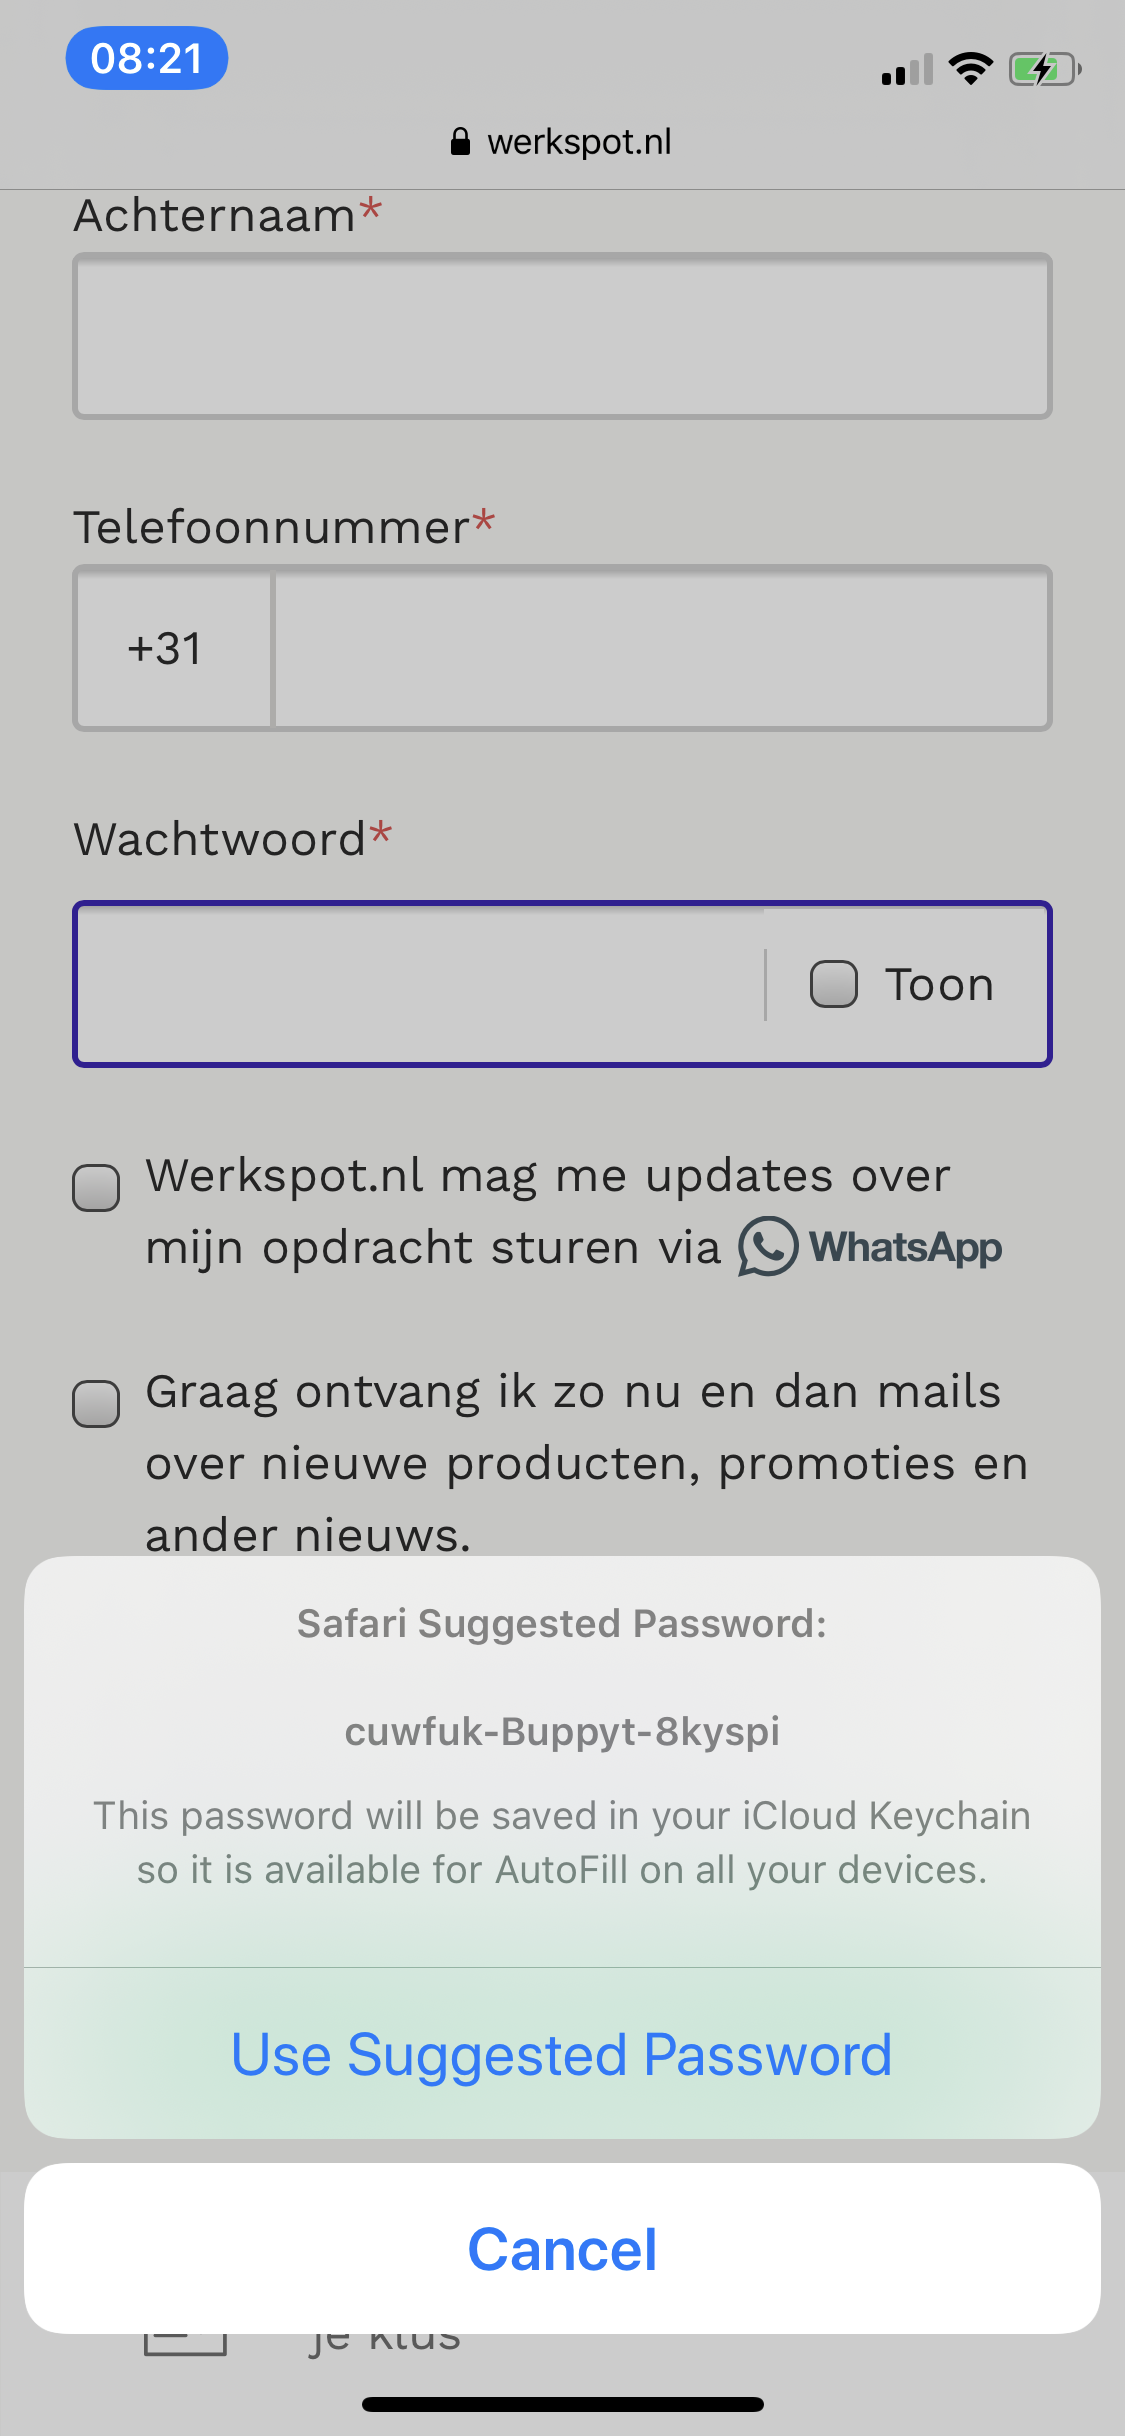 08:21
werkspot.nl
Achternaam*
Telefoonnummer*
+31
Wachtwoord*
Toon
Werkspot.nl mag me updates over
mijn opdracht sturen via WhatsApp
Graag ontvang ik zo nu en dan mails
over nieuwe producten, promoties en
ander nieuws.
Safari Suggested Password:
cuwfuk-Buppyt-8kyspi
This password will be saved in your iCloud Keychain
so it is available for AutoFill on all your devices.
Use Suggested Password
Cancel
je klus